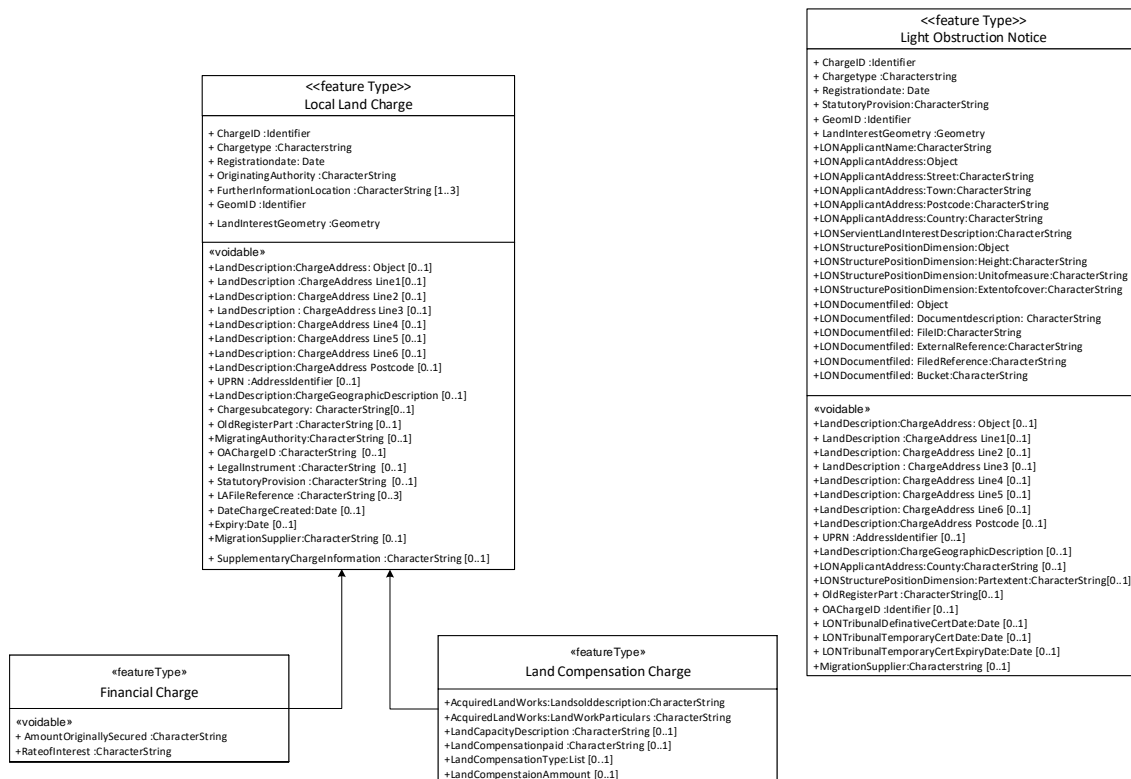 <<feature Type>>
Local Land Charge
+ ChargeID :Identifier
+ Chargetype :Characterstring
+ Registrationdate: Date
+ OriginatingAuthority :CharacterString
+ FurtherInformationLocation :CharacterString [1..3]
+ GeomID :Identifier
+ LandInterestGeometry :Geometry
«voidable»
+LandDescription:ChargeAddress: Object [0..1]
+ LandDescription :ChargeAddress Line1[0..1]
+LandDescription: ChargeAddress Line2 [0..1]
+ LandDescription : ChargeAddress Line3 [0..1]
+LandDescription: ChargeAddress Line4 [0..1]
+LandDescription: ChargeAddress Line5 [0..1]
+LandDescription: ChargeAddress Line6 [0..1]
+LandDescription:ChargeAddress Postcode [0..1]
+ UPRN :AddressIdentifier [0..1]
+LandDescription:ChargeGeographicDescription [0..1]
+ Chargesubcategory: CharacterString[0..1]
+ OldRegisterPart :CharacterString [0..1]
+MigratingAuthority:CharacterString [0..1]
+ OAChargeID :CharacterString [0..1]
+ LegalInstrument :CharacterString [0..1]
+ StatutoryProvision :CharacterString [0..1]
+ LAFileReference :CharacterString [0..3]
+ DateChargeCreated:Date [0..1]
+Expiry:Date [0..1]
+MigrationSupplier:CharacterString [0..1]
+ SupplementaryChargeInformation :CharacterString [0..1]
«featureType»
Financial Charge
«voidable»
+ AmountOriginallySecured :CharacterString
+RateofInterest :CharacterString
«featureType»
Land Compensation Charge
+AcquiredLandWorks:Landsolddescription:CharacterString
+AcquiredLandWorks:LandWorkParticulars :CharacterString
+LandCapacityDescription :CharacterString [0..1]
+LandCompensationpaid :CharacterString [0..1]
+LandCompensationType:List [0..1]
+LandCompenstaionAmmount [0..1]
<<feature Type>>
Light Obstruction Notice
+ ChargeID :Identifier
+ Chargetype :Characterstring
+ Registrationdate: Date
+ StatutoryProvision:CharacterString
+ GeomID :Identifier
+ LandInterestGeometry :Geometry
+LONApplicantName:CharacterString
+LONApplicantAddress:Object
+LONApplicantAddress:Street:CharacterString
+LONApplicantAddress:Town:CharacterString
+LONApplicantAddress:Postcode:CharacterString
+LONApplicantAddress:Country:CharacterString
+LONServientLandInterestDescription:CharacterString
+LONStructurePositionDimension:Object
+LONStructurePositionDimension:Height:CharacterString
+LONStructurePositionDimension:Unitofmeasure:CharacterString
+LONStructurePositionDimension:Extentofcover:CharacterString
+LONDocumentfiled: Object
+LONDocumentfiled: Documentdescription: CharacterString
+LONDocumentfiled: FileID:CharacterString
+LONDocumentfiled: ExternalReference:CharacterString
+LONDocumentfiled: FiledReference:CharacterString
+LONDocumentfiled: Bucket:CharacterString
«voidable»
+LandDescription:ChargeAddress: Object [0..1]
+ LandDescription :ChargeAddress Line1[0..1]
+LandDescription: ChargeAddress Line2 [0..1]
+ LandDescription : ChargeAddress Line3 [0..1]
+LandDescription: ChargeAddress Line4 [0..1]
+LandDescription: ChargeAddress Line5 [0..1]
+LandDescription: ChargeAddress Line6 [0..1]
+LandDescription:ChargeAddress Postcode [0..1]
+ UPRN :AddressIdentifier [0..1]
+LandDescription:ChargeGeographicDescription [0..1]
+LONApplicantAddress:County:CharacterString [0..1]
+LONStructurePositionDimension:Partextent:CharacterString[0..1]
+ OldRegisterPart :CharacterString[0..1]
+ OAChargeID :Identifier [0..1]
+ LONTribunalDefinativeCertDate:Date [0..1]
+ LONTribunalTemporaryCertDate:Date [0..1]
+ LONTribunalTemporaryCertExpiryDate:Date [0..1]
+MigrationSupplier:Characterstring [0..1]